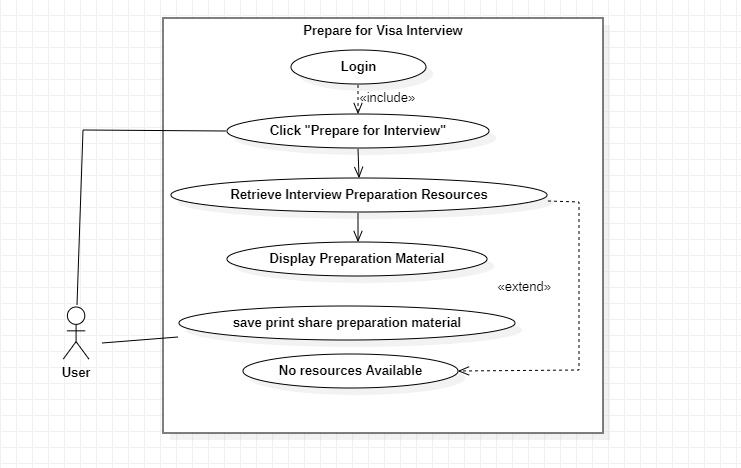 Prepare for Visa Interview
Login
«include»
Click "Prepare for Interview"
Retrieve Interview Preparation Resources
Display Preparation Material
«extend»
save print share preparation material
No resources Available
User